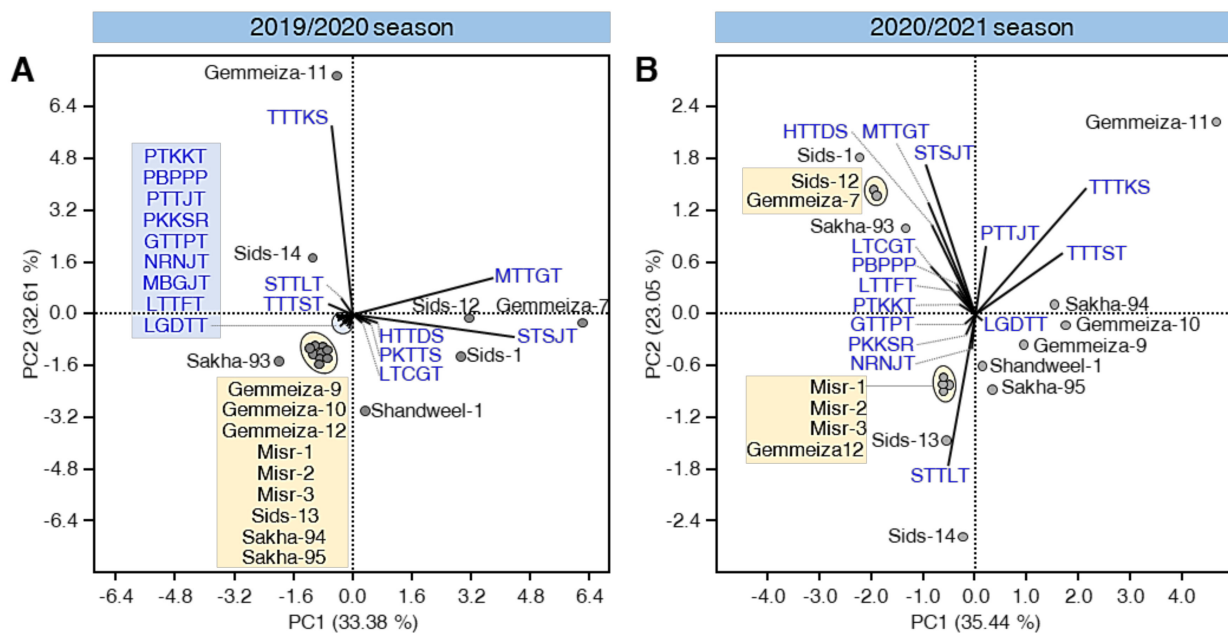 2019/2020 season
A
Gemmeiza-11
TTTKS
PTKKT
PBPPP
PTTJT
PKKSR
GTTPT
NRNJT
MBGJT
LTTFT
LGDTT
Sids-14
STTLT
TTTST
MTTGT
Sids-12
Gemmeiza-7
STSJT
HTTDS
PKTTS
LTCGT
Sids-1
Sakha-93
Shandweel-1
Gemmeiza-9
Gemmeiza-10
Gemmeiza-12
Misr-1
Misr-2
Misr-3
Sids-13
Sakha-94
Sakha-95
6.4
4.8
3.2
1.6
0.0
-1.6
-3.2
-4.8
-6.4
PC2 (32.61 %)
-6.4 -4.8 -3.2 -1.6 0.0 1.6 3.2 4.8 6.4
PC1 (33.38 %)
2020/2021 season
B
Gemmeiza-11
HTTDS
MTTGT
STSJT
Sids-1
Sids-12
Gemmeiza-7
TTTKS
Sakha-93
PTTJT
LTCGT
TTTST
PBPPP
LTTFT
PTKKT
Sakha-94
GTTPT
LGDTT
Gemmeiza-10
PKKSR
Gemmeiza-9
NRNJT
Shandweel-1
Misr-1
Misr-2
Misr-3
Gemmeiza12
Sakha-95
Sids-13
STTLT
Sids-14
2.4
1.8
1.2
0.6
0.0
-0.6
-1.2
-1.8
-2.4
PC2 (23.05 %)
-4.0 -3.0 -2.0 -1.0 0.0 1.0 2.0 3.0 4.0
PC1 (35.44 %)